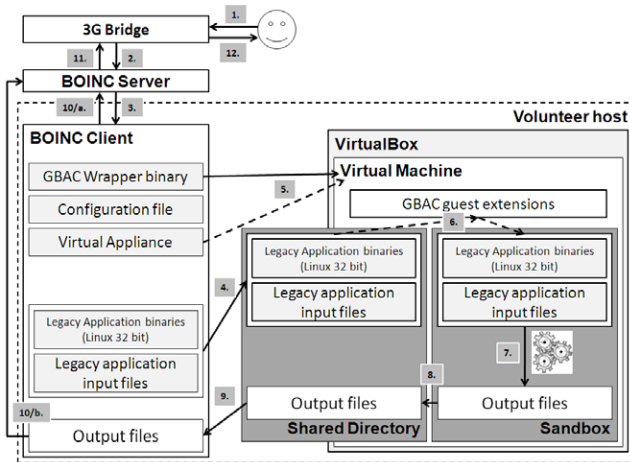 3G Bridge
1.
12.
11.
2.
BOINC Server
10/a.
3.
Volunteer host
BOINC Client
GBAC Wrapper binary
Configuration file
Virtual Appliance
VirtualBox
Virtual Machine
5.
GBAC guest extensions
6.
Legacy Application binaries
(Linux 32 bit)
Legacy application
input files
Legacy Application binaries
(Linux 32 bit)
Legacy application
input files
4.
Legacy Application binaries
(Linux 32 bit)
Legacy application
input files
7.
8.
9.
10/b.
Output files
Output files
Output files
Shared Directory
Sandbox